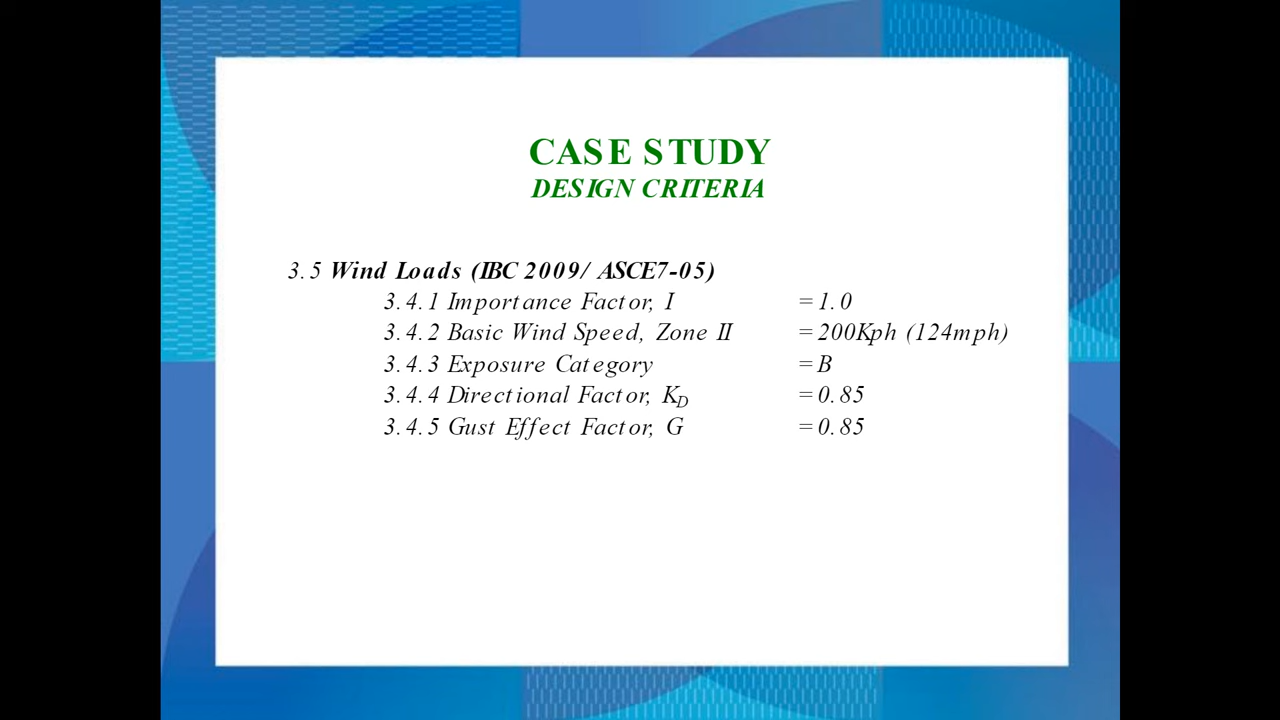 CASE STUDY
DESIGN CRITERIA
3.5 Wind Loads (IBC 2009/ ASCE7-05)
3.4.1 Importance Factor, I =1.0
3.4.2 Basic Wind Speed, Zone II =200Kph (124mph)
3.4.3 Exposure Category =B
3.4.4 Directional Factor, KD =0.85
3.4.5 Gust Effect Factor, G =0.85